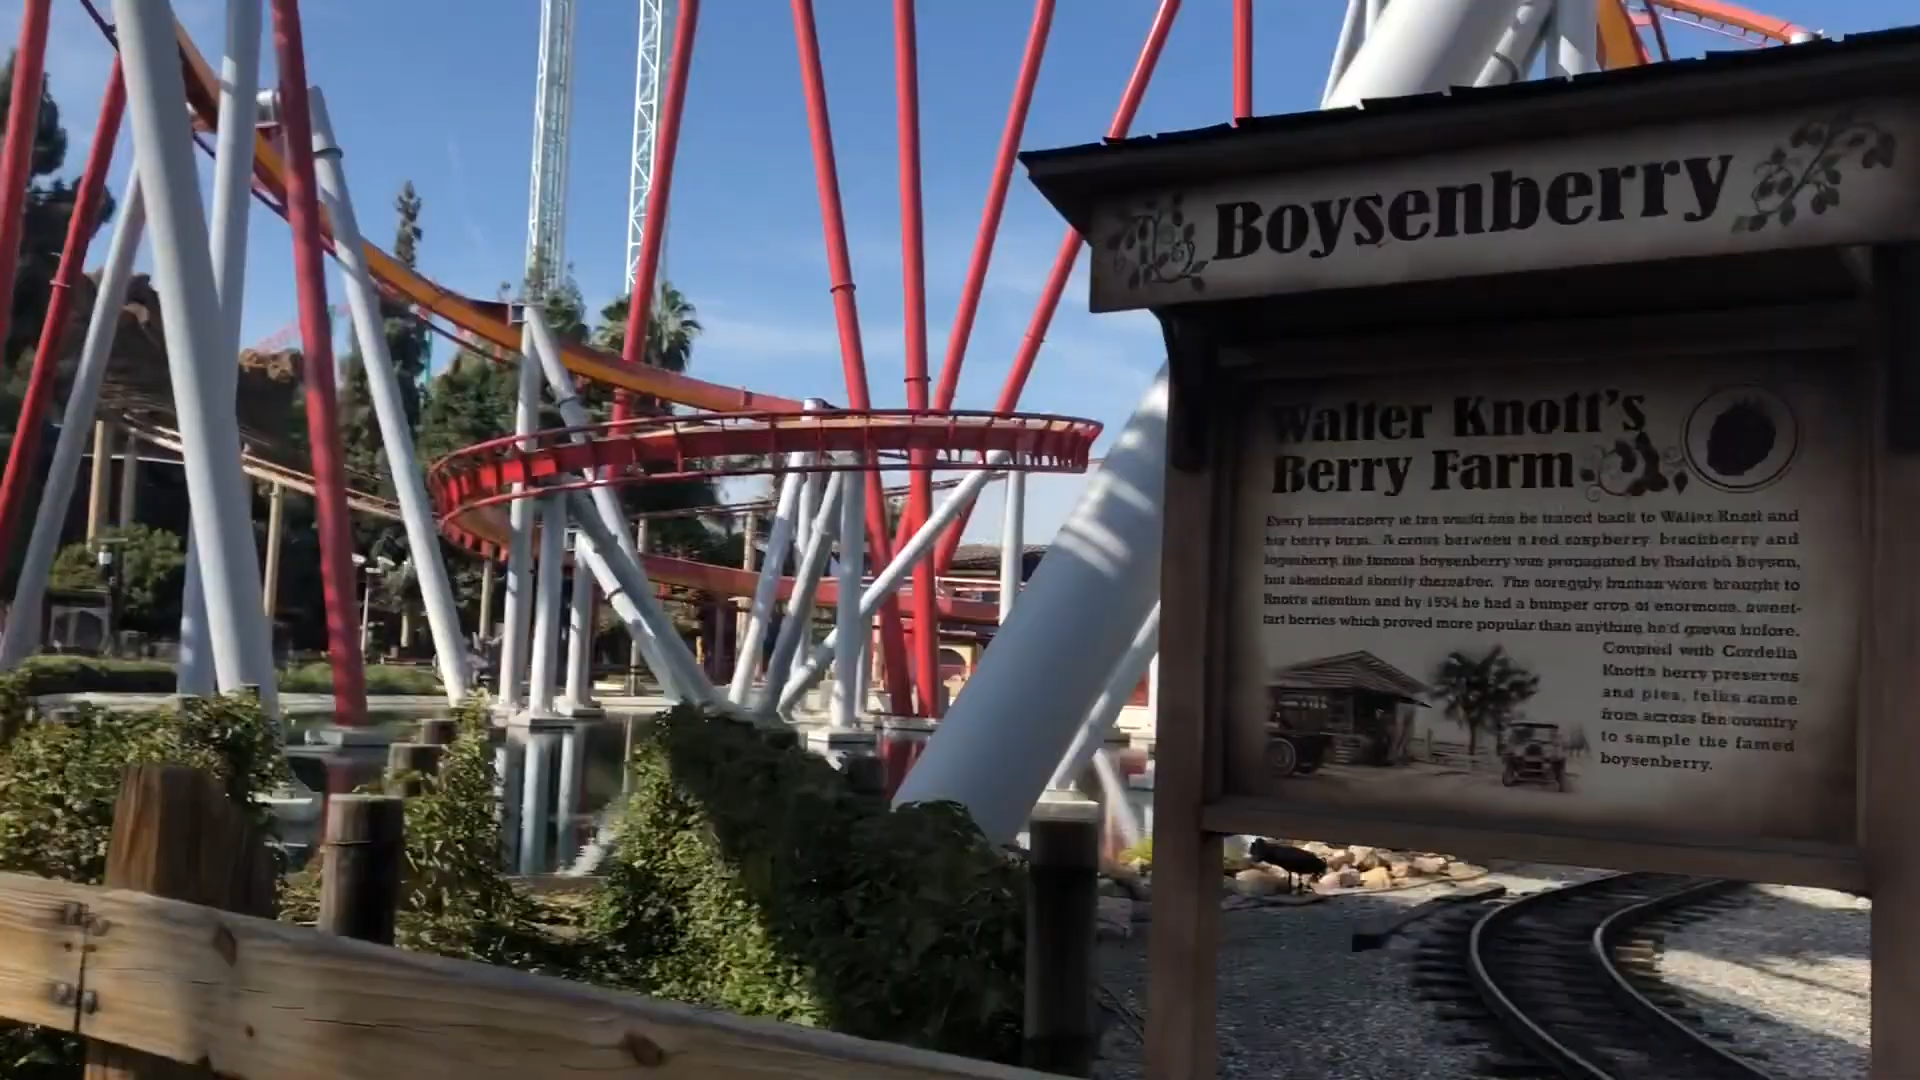 Boysenberry
Walter Knott's
Berry Farm
Every boysenberry in the world can be traced back to Walter Knott and
his berry farm. A cross between a red raspberry, blackberry and
loganberry, the famous boysenberry was propagated by Rudolph Boysen,
but abandoned shortly thereafter. The scraggly bushes were brought to
Knott's attention and by 1934 he had a bumper crop of enormous, sweet-
tart berries which proved more popular than anything he'd grown before.
Coupled with Cordelia
Knott's berry preserves
and pies, folks came
from across the country
to sample the famed
boysenberry.